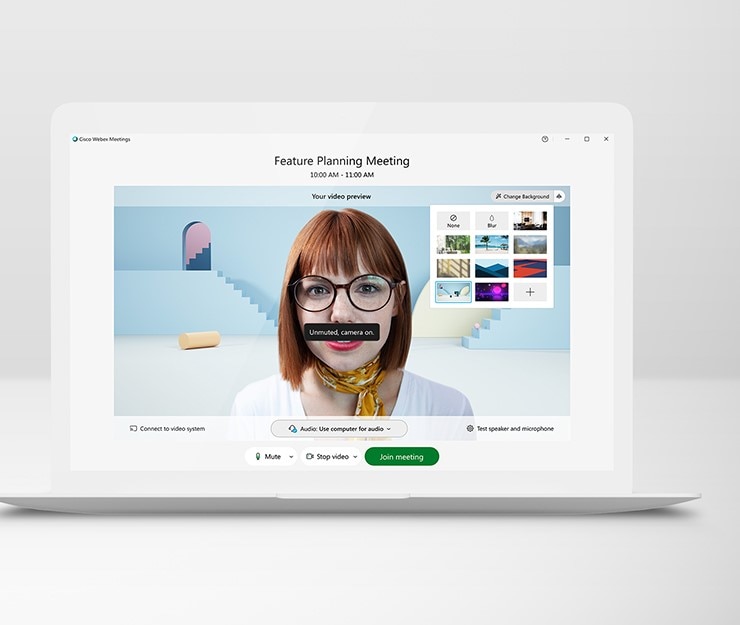 Cisco Webex Meetings
Feature Planning Meeting
10:00 AM - 11:00 AM
Your video preview
Change Background
None
Blur
Unmuted, camera on.
Connect to video system
Audio: Use computer for audio
Test speaker and microphone
Mute
Stop video
Join meeting